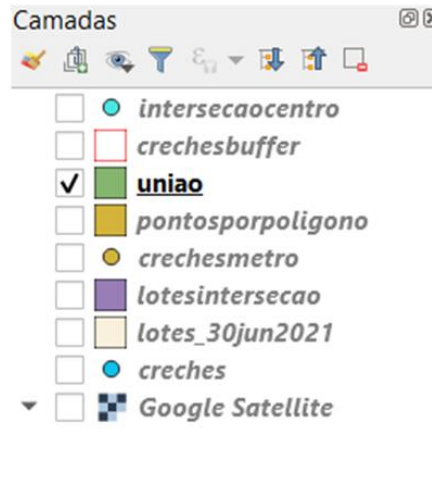 Camadas
intersecaocentro
crechesbuffer
uniao
pontosporpoligono
crechesmetro
lotesintersecao
lotes_30jun2021
creches
Google Satellite